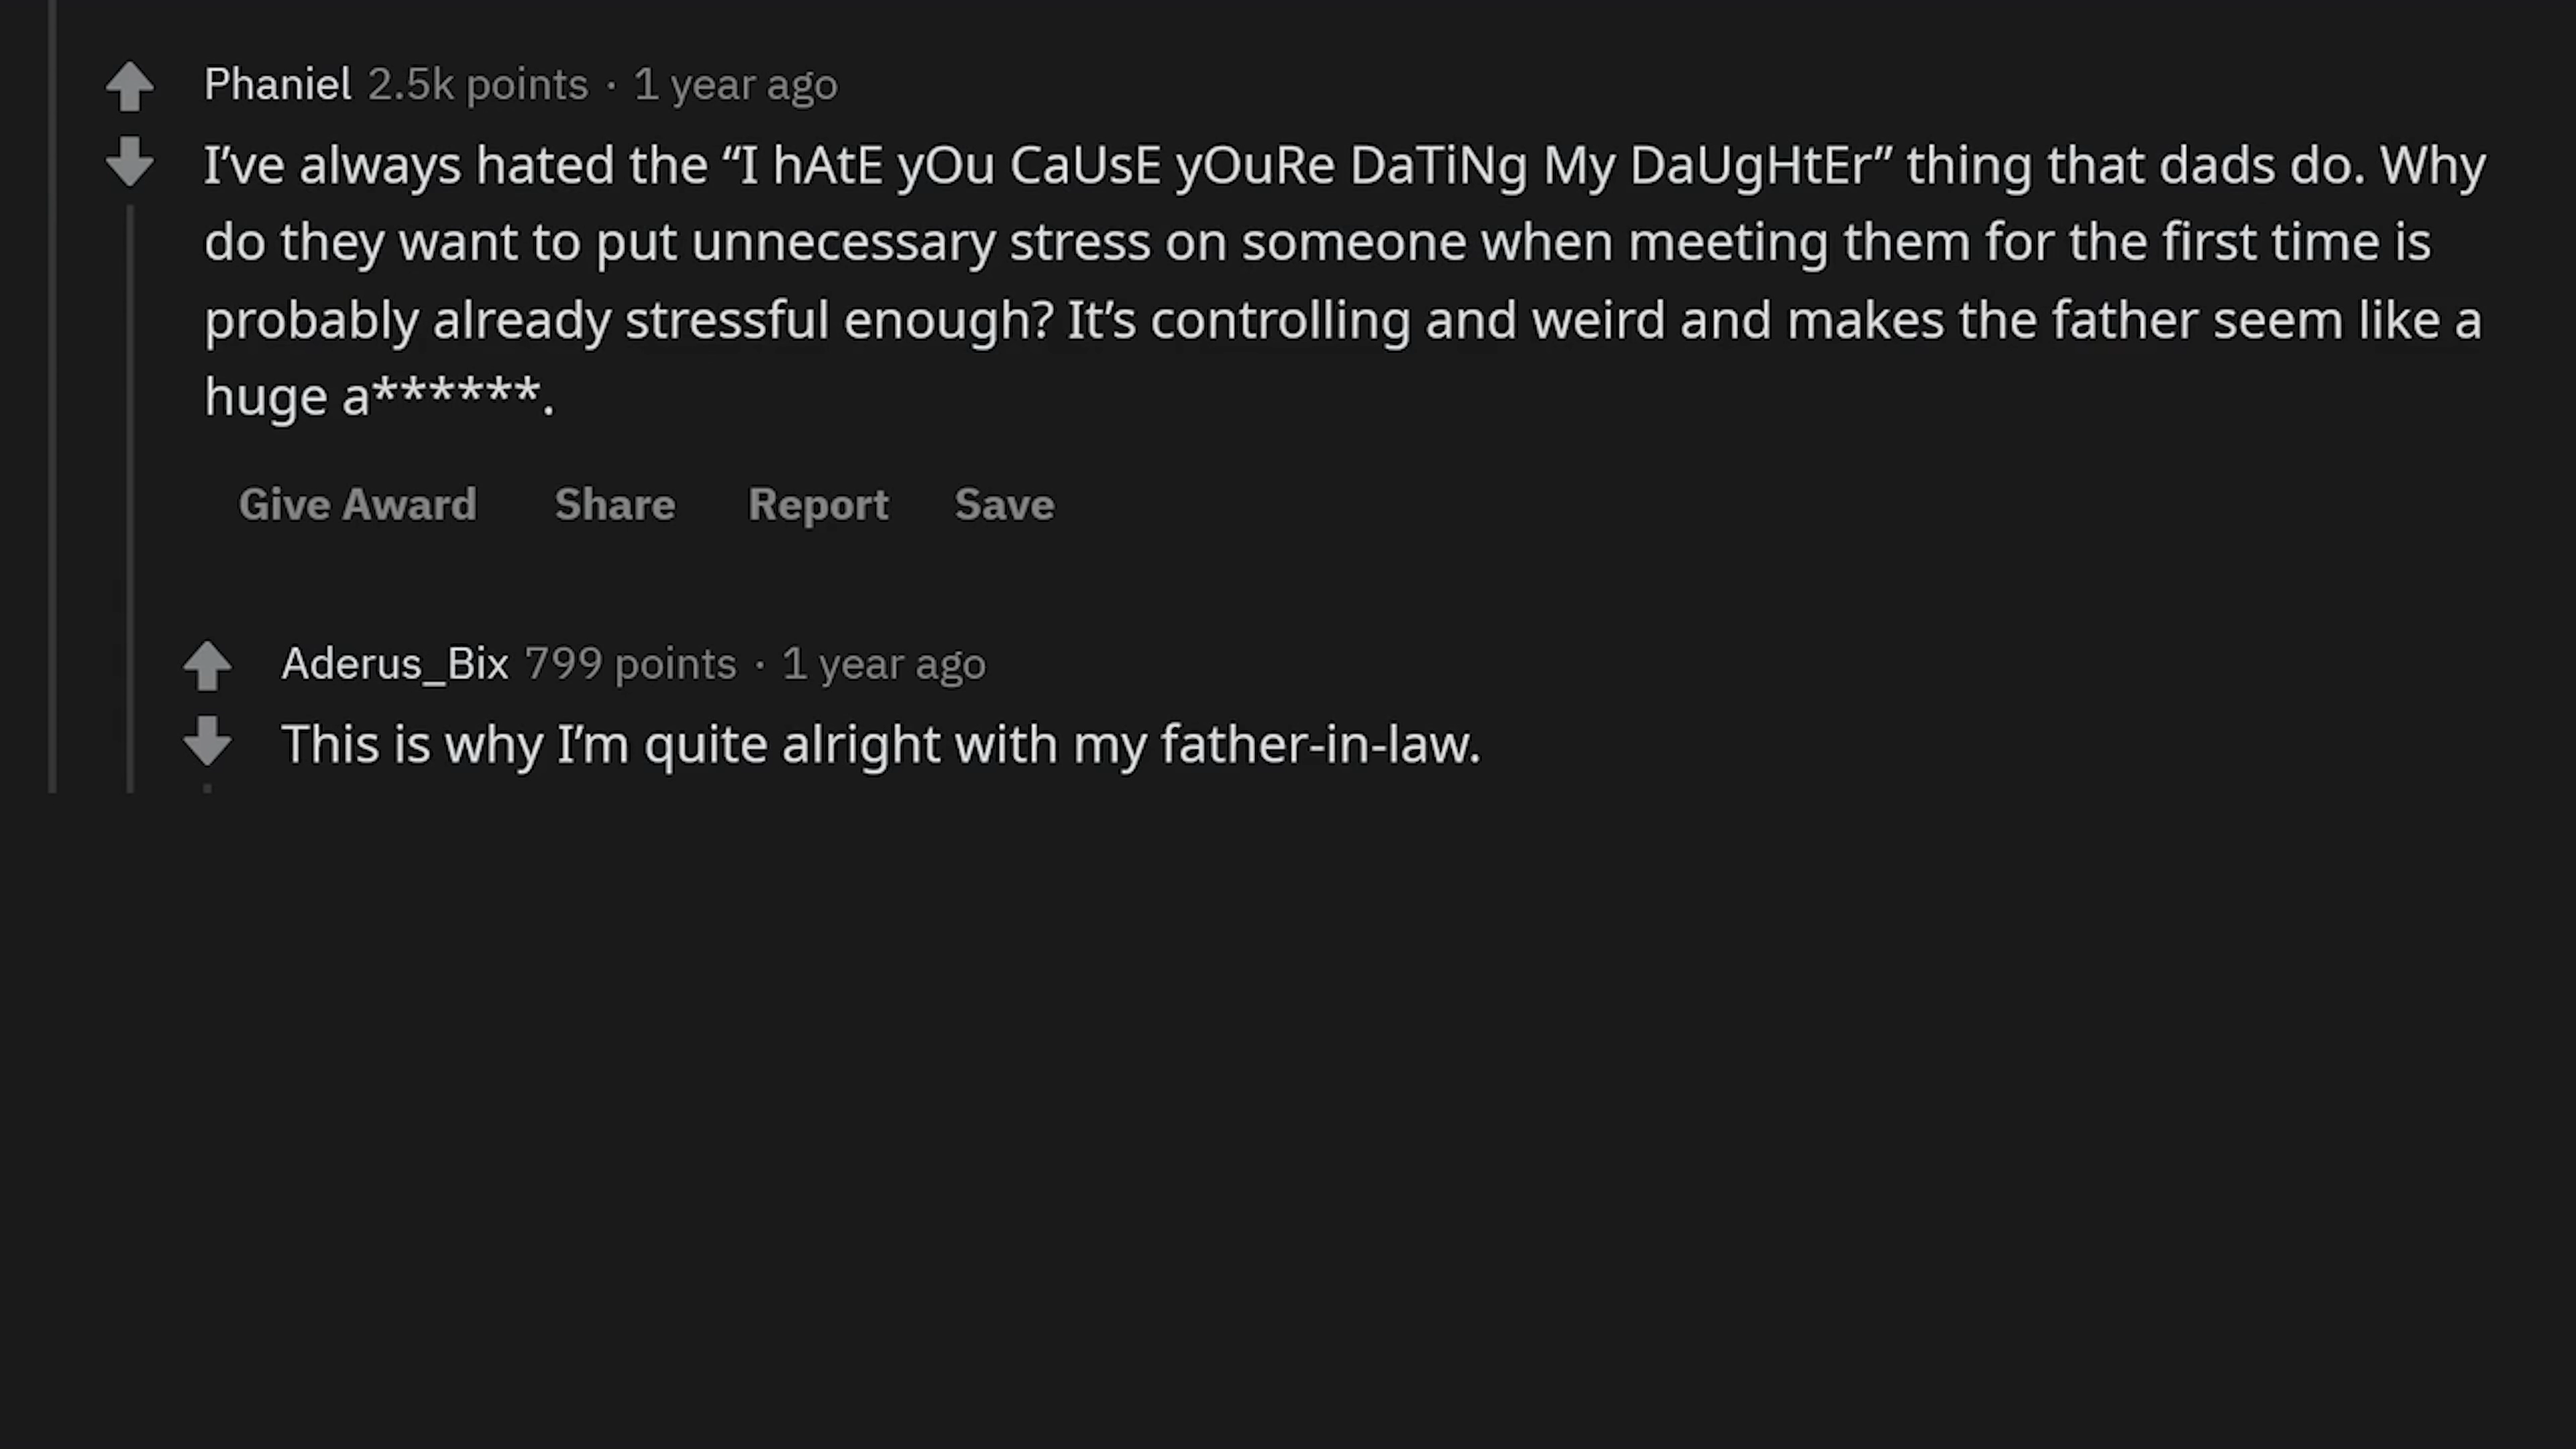 Phaniel 2.5k points · 1 year ago
I’ve always hated the “I hAtE yOu CaUsE yOuRe DaTiNg My DaUgHtEr” thing that dads do. Why
do they want to put unnecessary stress on someone when meeting them for the first time is
probably already stressful enough? It’s controlling and weird and makes the father seem like a
huge a******.
Give Award Share Report Save
Aderus_Bix 799 points · 1 year ago
This is why I’m quite alright with my father-in-law.